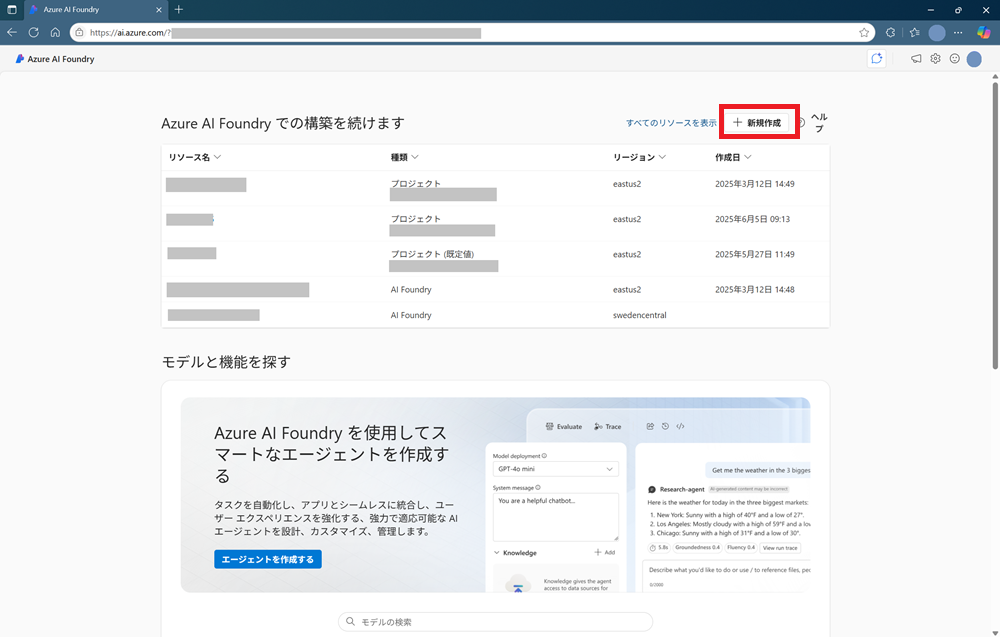 Azure AI Foundry
https://ai.azure.com/?
Azure AI Foundry
Azure AI Foundry での構築を続けます
すべてのリソースを表示
新規作成
ヘル
プ
リソース名 種類 リージョン 作成日
プロジェクト eastus2 2025年3月12日 14:49
プロジェクト eastus2 2025年6月5日 09:13
プロジェクト (既定値) eastus2 2025年5月27日 11:49
AI Foundry eastus2 2025年3月12日 14:48
AI Foundry swedencentral
モデルと機能を探す
Azure AI Foundry を使用してス
マートなエージェントを作成す
る
タスクを自動化し、アプリとシームレスに統合し、ユー
ザー エクスペリエンスを強化する、強力で適応可能な AI
エージェントを設計、カスタマイズ、管理します。
エージェントを作成する
Evaluate Trace
Model deployment
GPT-4o mini
System message
You are a helpful chatbot...
Knowledge
Add
Knowledge gives the agent
access to data sources for
Get me the weather in the 3 bigges
Research-agent AI-generated content may be incorrect
Here is the weather for today in the three biggest markets:
1. New York: Sunny with a high of 40°F and a low of 27°.
2. Los Angeles: Mostly cloudy with a high of 59°F and a lo
3. Chicago: Sunny with a high of 31°F and a low of 30°.
5.8s Groundedness 0.4 Fluency 0.4 View run trace
Describe what you'd like to do or use / to reference files, peo
0/2000
モデルの検索